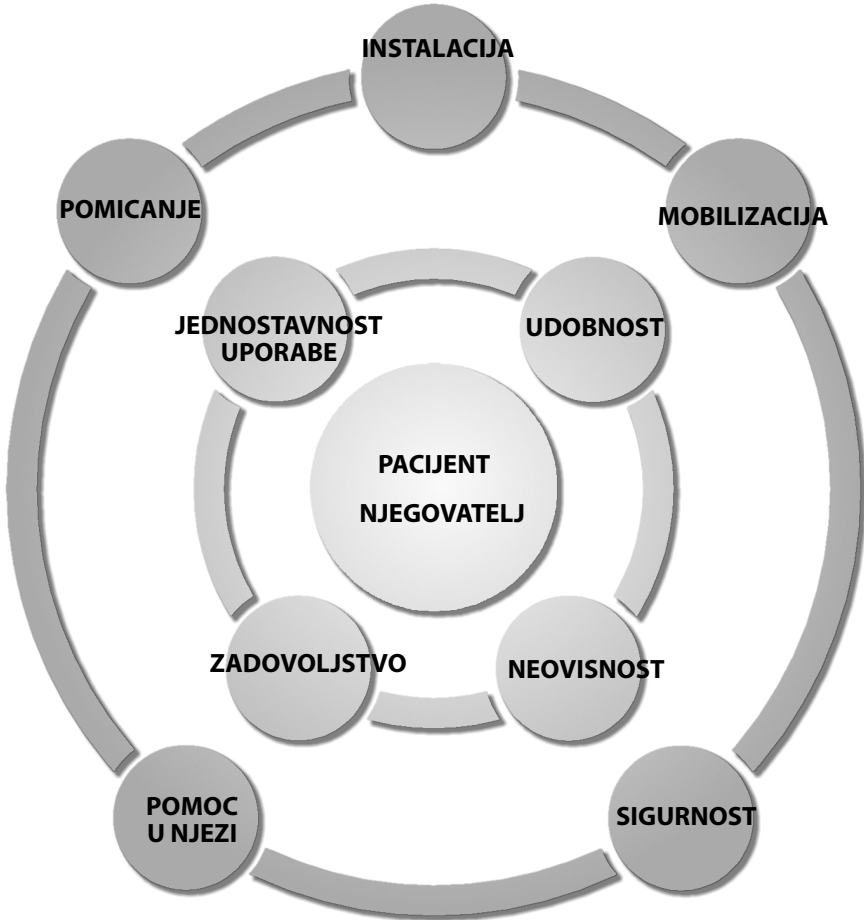 INSTALACIJA
POMICANJE
MOBILIZACIJA
JEDNOSTAVNOST
UPORABE
UDOBNOST
PACIJENT
NJEGOVATELJ
ZADOVOLJSTVO
NEOVISNOST
POMOC
U NJEZI
SIGURNOST